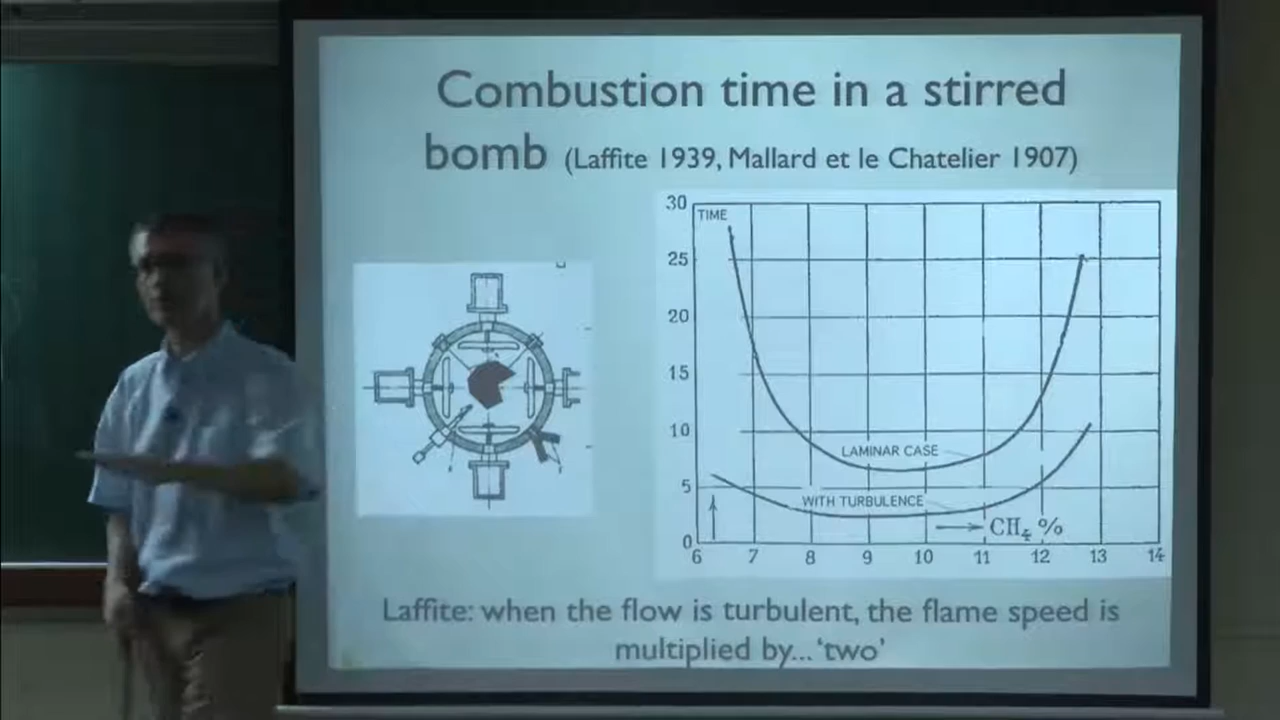 Combustion time in a stirred
bomb (Laffite 1939, Mallard et le Chatelier 1907)
30
TIME
25
20
15
10
LAMINAR CASE
5
WITH TURBULENCE
CH4 %
0
6 7 8 9 10 11 12 13 14
Laffite: when the flow is turbulent, the flame speed is
multiplied by... 'two'